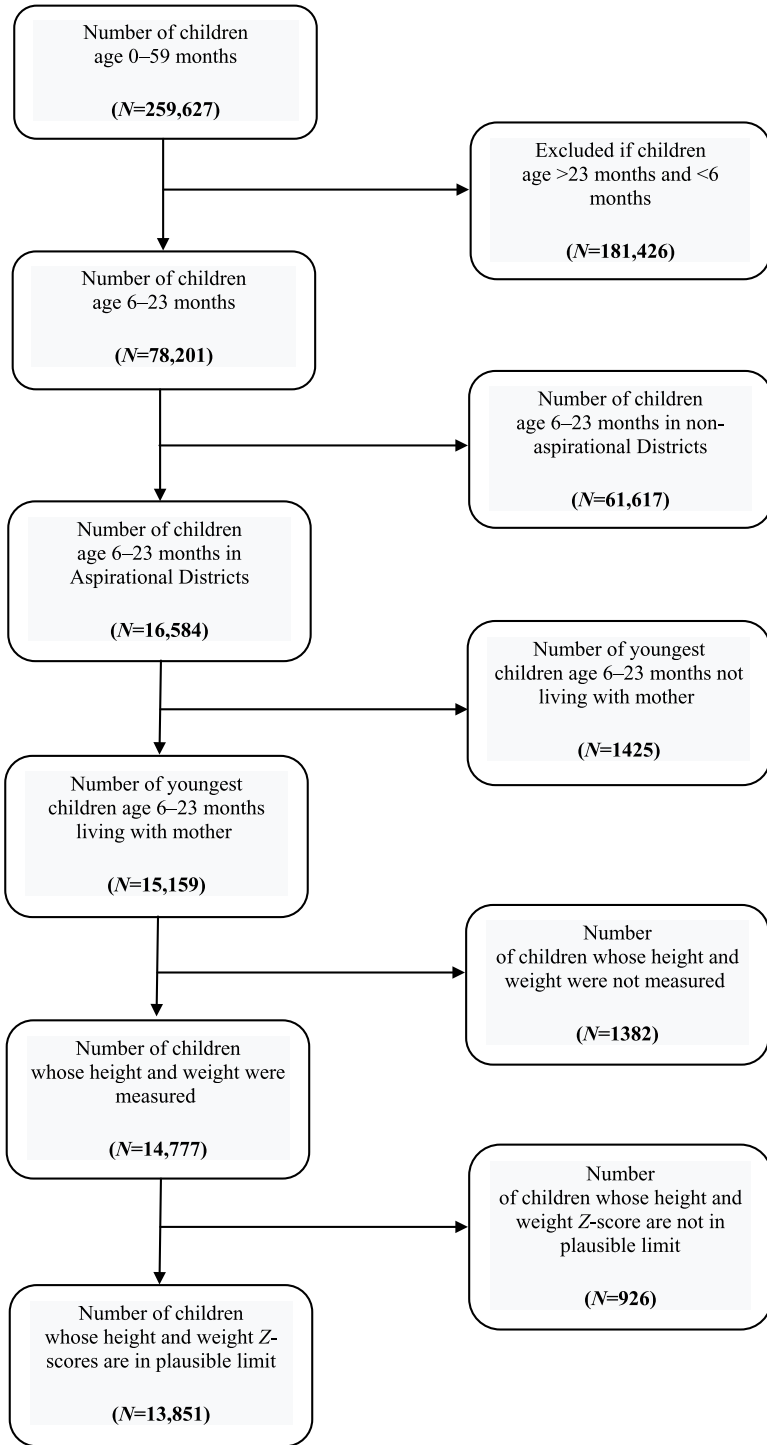 Number of children
age 0–59 months
(N=259,627)
Excluded if children
age >23 months and <6
months
(N=181,426)
Number of children
age 6–23 months
(N=78,201)
Number of children
age 6–23 months in non-
aspirational Districts
(N=61,617)
Number of children
age 6–23 months in
Aspirational Districts
(N=16,584)
Number of youngest
children age 6–23 months not
living with mother
(N=1425)
Number of youngest
children age 6–23 months
living with mother
(N=15,159)
Number
of children whose height and
weight were not measured
(N=1382)
Number of children
whose height and weight were
measured
(N=14,777)
Number
of children whose height and
weight Z-score are not in
plausible limit
(N=926)
Number of children
whose height and weight Z-
scores are in plausible limit
(N=13,851)